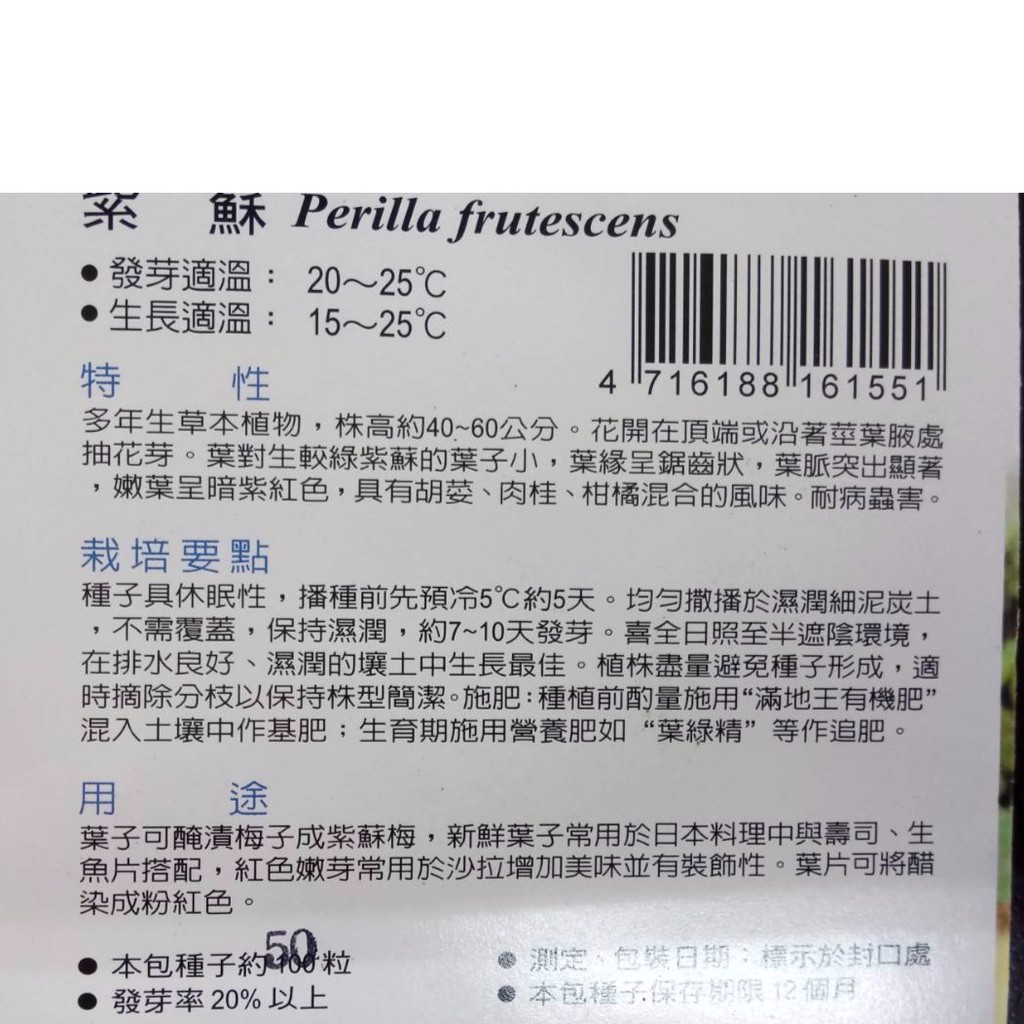 紫 蘇 Perilla frutescens
● 發芽適溫： 20～25℃
● 生長適溫： 15～25℃
4 716188 161551
特 性
多年生草本植物，株高約40~60公分。花開在頂端或沿著莖葉腋處
抽花芽。葉對生較綠紫蘇的葉子小，葉緣呈鋸齒狀，葉脈突出顯著
，嫩葉呈暗紫紅色，具有胡荽、肉桂、柑橘混合的風味。耐病蟲害。
栽培要點
種子具休眠性，播種前先預冷5℃約5天。均勻撒播於濕潤細泥炭土
，不需覆蓋，保持濕潤，約7~10天發芽。喜全日照至半遮陰環境，
在排水良好、濕潤的壤土中生長最佳。植株盡量避免種子形成，適
時摘除分枝以保持株型簡潔。施肥：種植前酌量施用“滿地王有機肥”
混入土壤中作基肥；生育期施用營養肥如 “葉綠精” 等作追肥。
用 途
葉子可醃漬梅子成紫蘇梅，新鮮葉子常用於日本料理中與壽司、生
魚片搭配，紅色嫩芽常用於沙拉增加美味並有裝飾性。葉片可將醋
染成粉紅色。
50
● 本包種子約100粒
● 發芽率20%以上
● 測定、包裝日期：標示於封口處
● 本包種子保存期限12個月